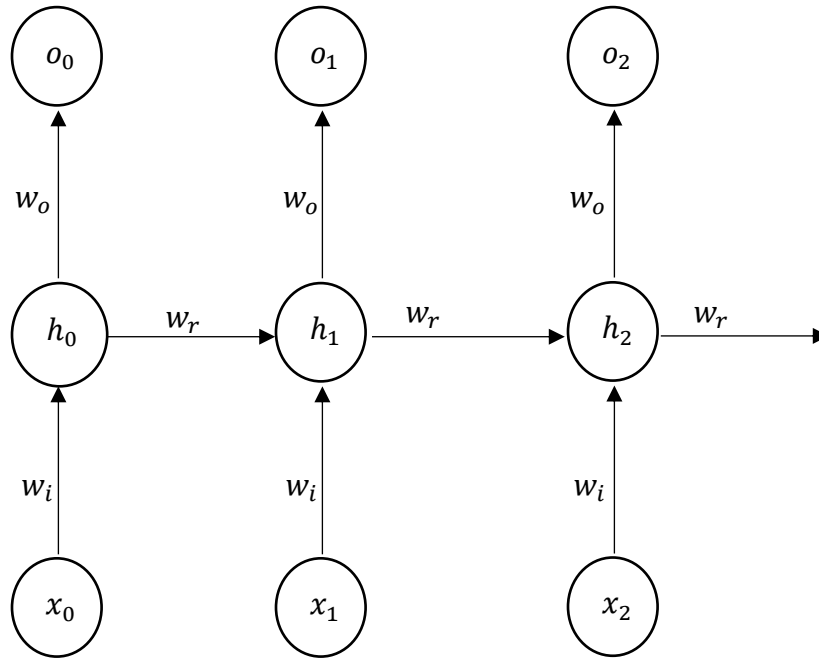 o₀ o₁ o₂
wₒ wₒ wₒ
h₀ wᵣ h₁ wᵣ h₂ wᵣ
wᵢ wᵢ wᵢ
x₀ x₁ x₂